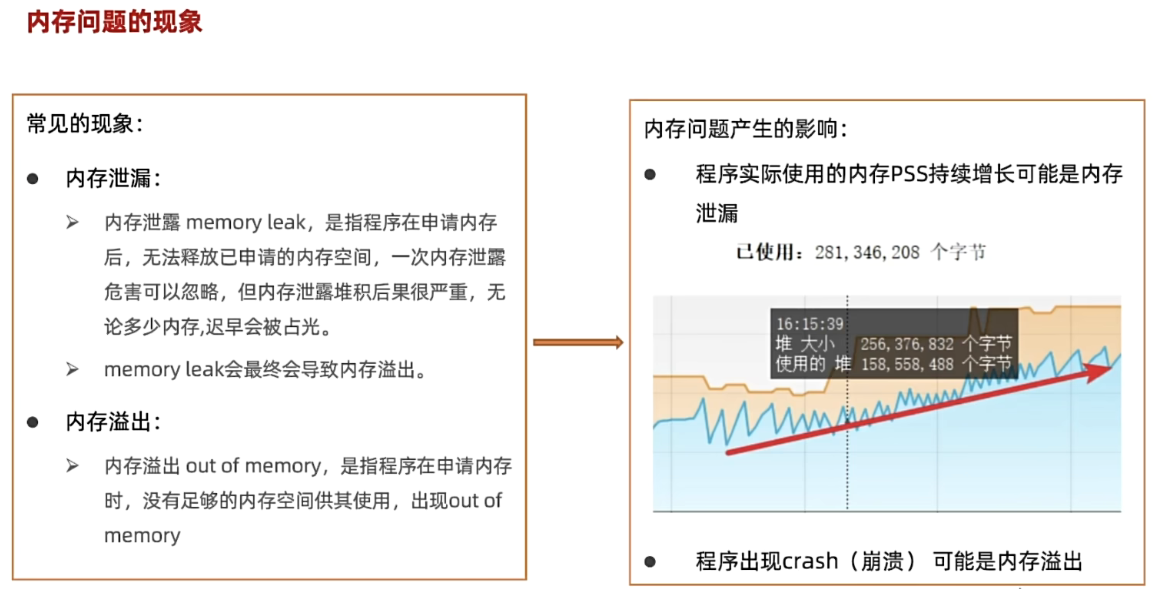 内存问题的现象
常见的现象：
● 内存泄漏：
➢ 内存泄露 memory leak，是指程序在申请内存
后，无法释放已申请的内存空间，一次内存泄露
危害可以忽略，但内存泄露堆积后果很严重，无
论多少内存,迟早会被占光。
➢ memory leak会最终会导致内存溢出。
● 内存溢出：
➢ 内存溢出 out of memory，是指程序在申请内存
时，没有足够的内存空间供其使用，出现out of
memory
内存问题产生的影响：
● 程序实际使用的内存PSS持续增长可能是内存
泄漏
已使用：281,346,208 个字节
16:15:39
堆 大小 256,376,832 个字节
使用的 堆 158,558,488 个字节
● 程序出现crash（崩溃） 可能是内存溢出